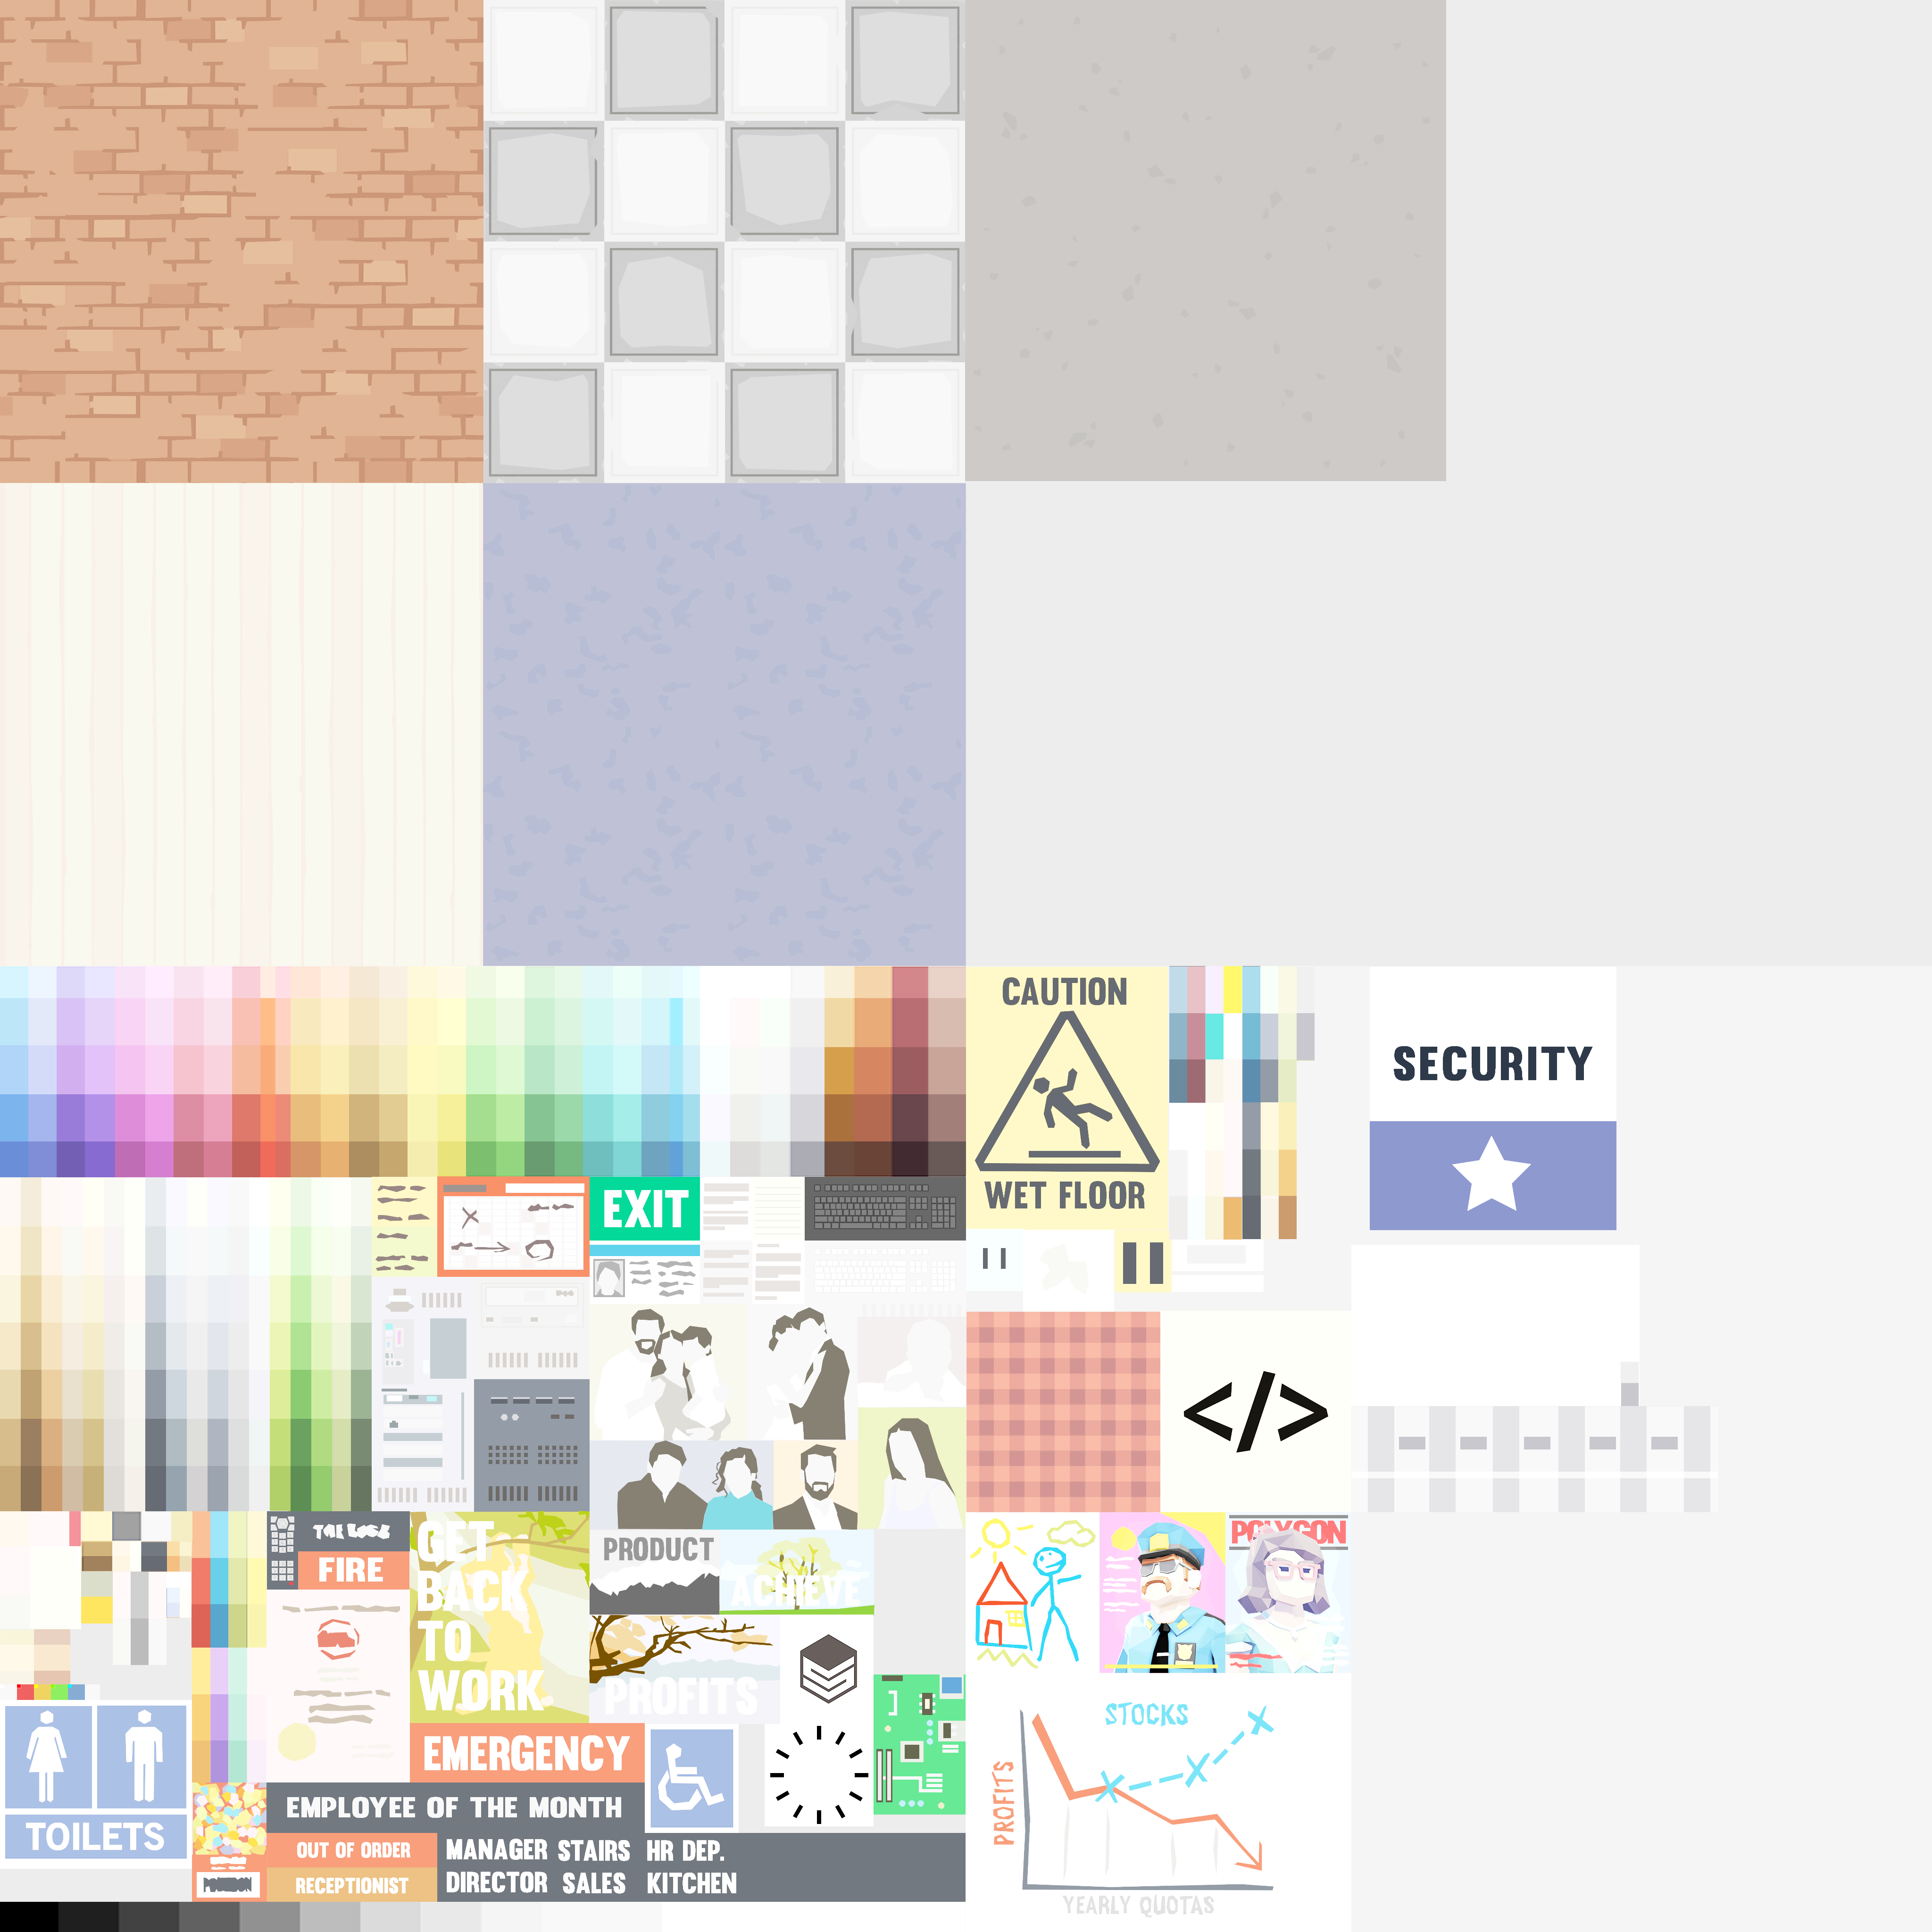 CAUTION
WET FLOOR
SECURITY
EXIT
</>
FIRE
GET
BACK
TO
WORK
PRODUCT
ACHIEVE
PROFITS
POLYGON
EMERGENCY
TOILETS
EMPLOYEE OF THE MONTH
OUT OF ORDER
RECEPTIONIST
MANAGER STAIRS HR DEP.
DIRECTOR SALES KITCHEN
STOCKS
PROFITS
YEARLY QUOTAS